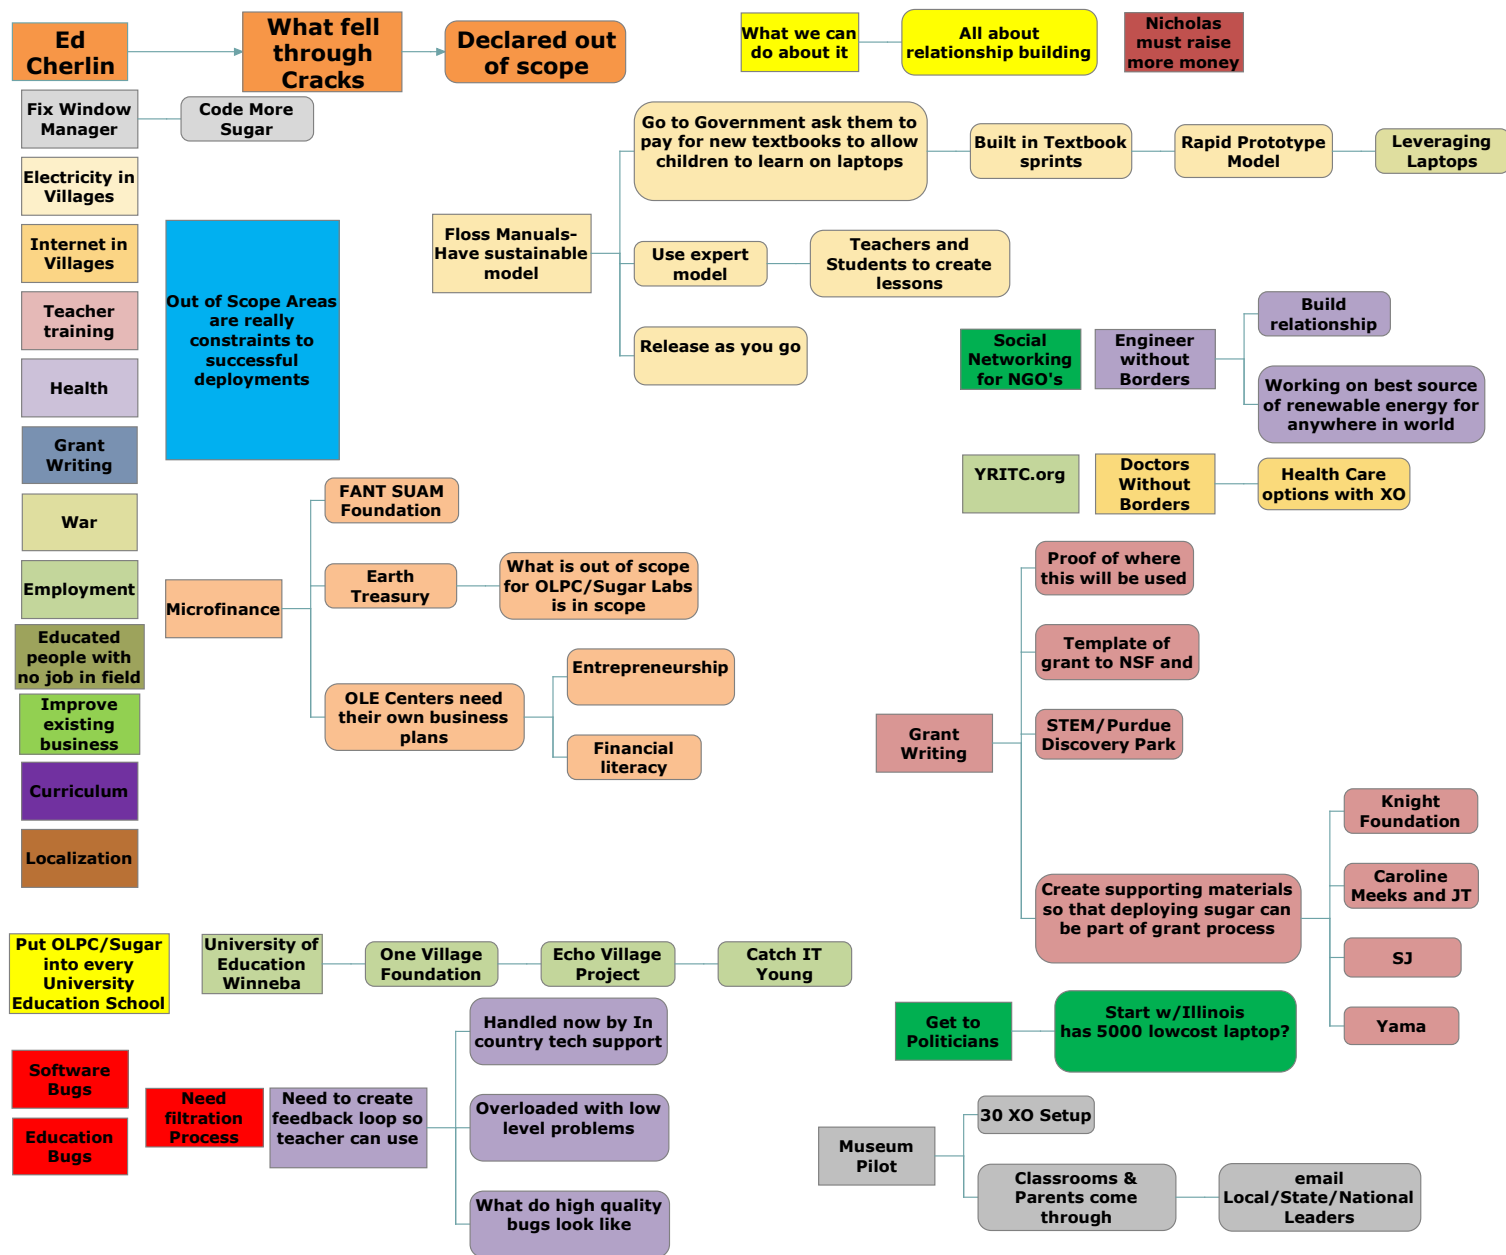 Ed
Cherlin
What fell
through
Cracks
Declared out
of scope
What we can
do about it
All about
relationship building
Nicholas
must raise
more money
Fix Window
Manager
Code More
Sugar
Electricity in
Villages
Internet in
Villages
Teacher
training
Health
Grant
Writing
War
Employment
Educated
people with
no job in field
Improve
existing
business
Curriculum
Localization
Out of Scope Areas
are really
constraints to
successful
deployments
Floss Manuals-
Have sustainable
model
Go to Government ask them to
pay for new textbooks to allow
children to learn on laptops
Built in Textbook
sprints
Rapid Prototype
Model
Leveraging
Laptops
Use expert
model
Teachers and
Students to create
lessons
Release as you go
Social
Networking
for NGO's
Engineer
without
Borders
Build
relationship
Working on best source
of renewable energy for
anywhere in world
YRITC.org
Doctors
Without
Borders
Health Care
options with XO
Microfinance
FANT SUAM
Foundation
Earth
Treasury
What is out of scope
for OLPC/Sugar Labs
is in scope
OLE Centers need
their own business
plans
Entrepreneurship
Financial
literacy
Grant
Writing
Proof of where
this will be used
Template of
grant to NSF and
STEM/Purdue
Discovery Park
Create supporting materials
so that deploying sugar can
be part of grant process
Knight
Foundation
Caroline
Meeks and JT
SJ
Yama
Put OLPC/Sugar
into every
University
Education School
University of
Education
Winneba
One Village
Foundation
Echo Village
Project
Catch IT
Young
Get to
Politicians
Start w/Illinois
has 5000 lowcost laptop?
Software
Bugs
Education
Bugs
Need
filtration
Process
Need to create
feedback loop so
teacher can use
Handled now by In
country tech support
Overloaded with low
level problems
What do high quality
bugs look like
Museum
Pilot
30 XO Setup
Classrooms &
Parents come
through
email
Local/State/National
Leaders